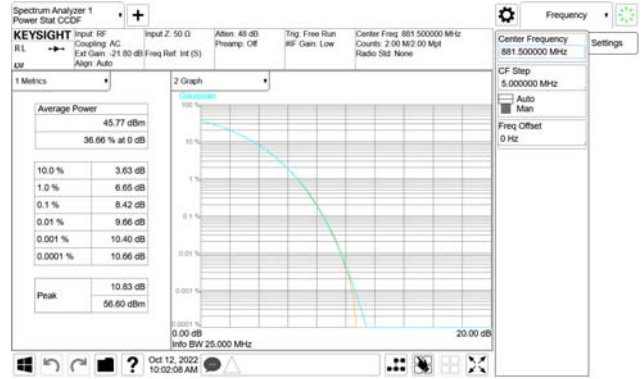 Spectrum Analyzer 1
Power Stat CCDF
Frequency
KEYSIGHT
RL
Input: RF
Coupling: AC
Ext Gain: -21.80 dB
Align: Auto
Input Z: 50 Ω
Freq Ref: Int (S)
Atten: 48 dB
Preamp: Off
Trig: Free Run
#IF Gain: Low
Center Freq: 881.500000 MHz
Counts: 2.00 M/2.00 Mpt
Radio Std: None
Center Frequency
881.500000 MHz
Settings
CF Step
5.000000 MHz
Auto
Man
Freq Offset
0 Hz
1 Metrics
Average Power
45.77 dBm
36.66 % at 0 dB
10.0 % 3.63 dB
1.0 % 6.65 dB
0.1 % 8.42 dB
0.01 % 9.66 dB
0.001 % 10.40 dB
0.0001 % 10.66 dB
Peak
10.83 dB
56.60 dBm
2 Graph
Gaussian
100 %
10 %
1 %
0.1 %
0.01 %
0.001 %
0.0001 %
0.00 dB
20.00 dB
Info BW 25.000 MHz
?
Oct 12, 2022
10:02:08 AM